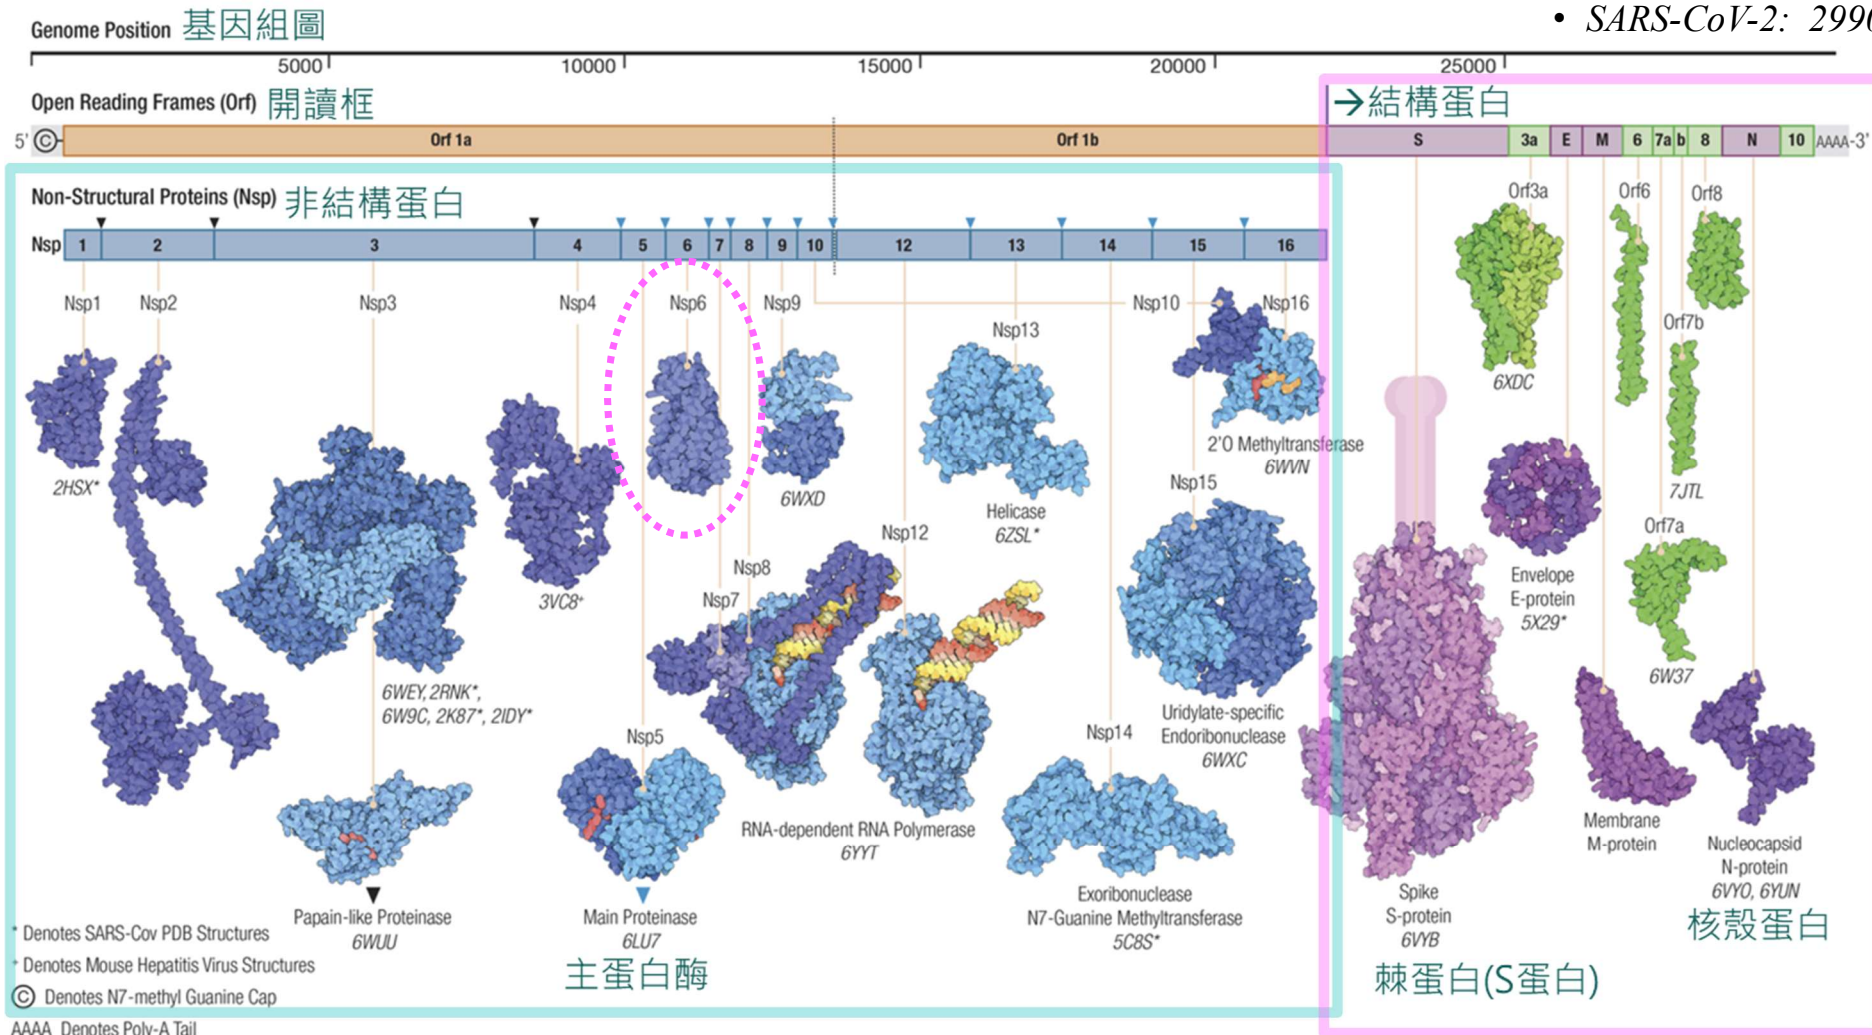 • SARS-CoV-2: 2990
Genome Position 基因組圖
5000 10000 15000 20000 25000
Open Reading Frames (Orf) 開讀框
→結構蛋白
5' C Orf 1a Orf 1b S 3a E M 6 7a b 8 N 10 AAAA-3'
Non-Structural Proteins (Nsp) 非結構蛋白
Nsp 1 2 3 4 5 6 7 8 9 10 12 13 14 15 16
Nsp1 Nsp2 Nsp3 Nsp4 Nsp6 Nsp9 Nsp10 Nsp16
Orf3a Orf6 Orf8
Nsp13
Orf7b
6XDC
2'O Methyltransferase
6WVN
2HSX*
6WXD
Nsp15
7JTL
Helicase
6ZSL*
Nsp12
Orf7a
Nsp8
Envelope
E-protein
5X29*
3VC8+
Nsp7
6W37
6WEY, 2RNK*,
6W9C, 2K87*, 2IDY*
Uridylate-specific
Endoribonuclease
6WXC
Nsp5
Nsp14
RNA-dependent RNA Polymerase
6YYT
Membrane
M-protein
Nucleocapsid
N-protein
6VYO, 6YUN
核殼蛋白
Exoribonuclease
N7-Guanine Methyltransferase
5C8S*
Spike
S-protein
6VYB
棘蛋白(S蛋白)
Papain-like Proteinase
6WUU
Main Proteinase
6LU7
主蛋白酶
* Denotes SARS-Cov PDB Structures
+ Denotes Mouse Hepatitis Virus Structures
© Denotes N7-methyl Guanine Cap
AAAA Denotes Poly-A Tail